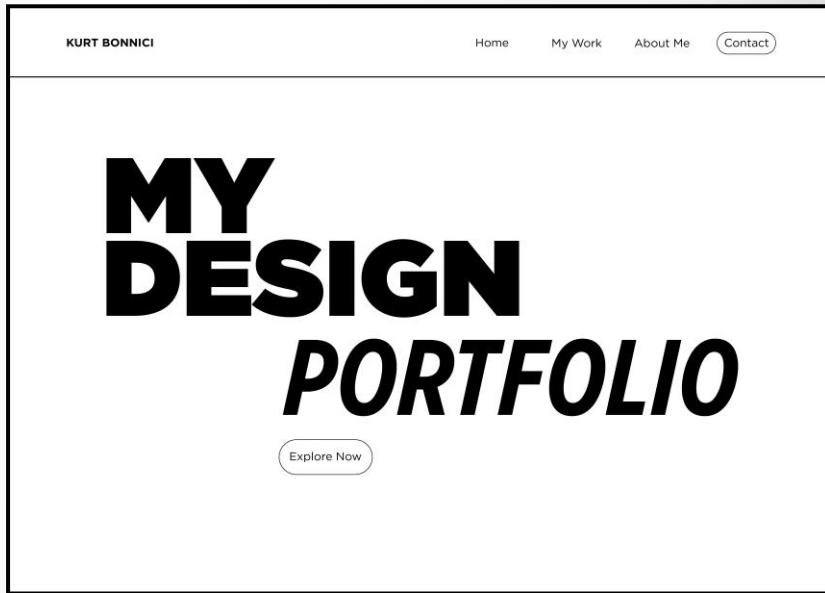 KURT BONNICI
Home My Work About Me Contact
MY
DESIGN
PORTFOLIO
Explore Now